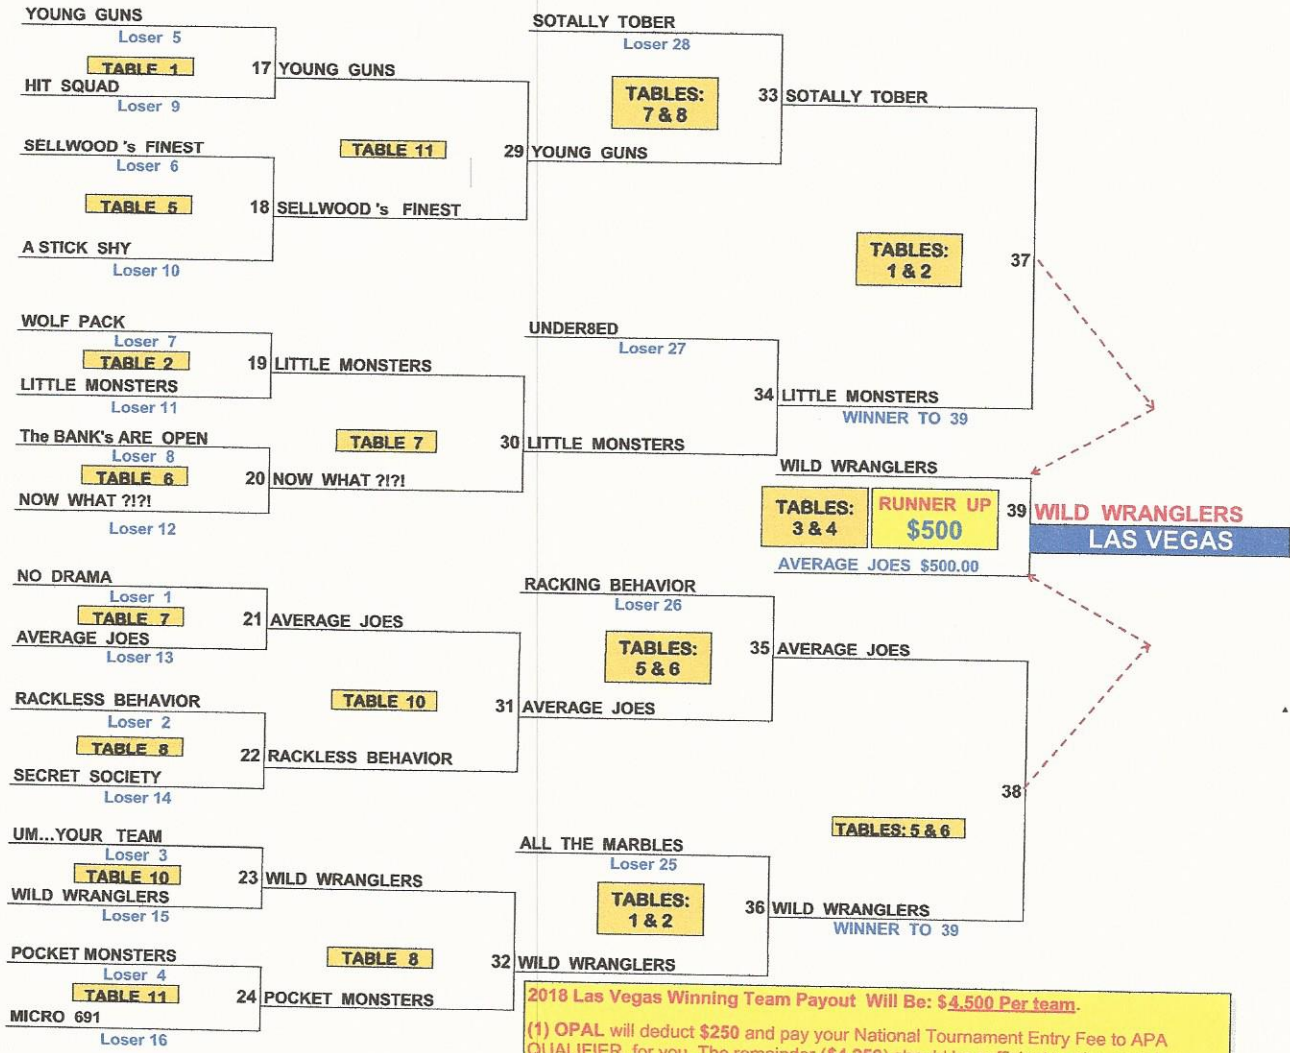 YOUNG GUNS
Loser 5
TABLE 1
17 YOUNG GUNS
HIT SQUAD
Loser 9
SELLWOOD 's FINEST
Loser 6
TABLE 11
TABLE 5
18 SELLWOOD 's FINEST
A STICK SHY
Loser 10
SOTALLY TOBER
Loser 28
TABLES:
7 & 8
33 SOTALLY TOBER
29 YOUNG GUNS
TABLES:
1 & 2
37
WOLF PACK
Loser 7
TABLE 2
19 LITTLE MONSTERS
LITTLE MONSTERS
Loser 11
The BANK's ARE OPEN
Loser 8
TABLE 7
TABLE 6
20 NOW WHAT ?!?!
NOW WHAT ?!?!
Loser 12
UNDER8ED
Loser 27
34 LITTLE MONSTERS
WINNER TO 39
30 LITTLE MONSTERS
WILD WRANGLERS
TABLES:
3 & 4
RUNNER UP
$500
39 WILD WRANGLERS
LAS VEGAS
AVERAGE JOES $500.00
NO DRAMA
Loser 1
TABLE 7
21 AVERAGE JOES
AVERAGE JOES
Loser 13
RACKLESS BEHAVIOR
Loser 2
TABLE 10
TABLE 8
22 RACKLESS BEHAVIOR
SECRET SOCIETY
Loser 14
RACKING BEHAVIOR
Loser 26
TABLES:
5 & 6
35 AVERAGE JOES
31 AVERAGE JOES
38
TABLES: 5 & 6
UM...YOUR TEAM
Loser 3
TABLE 10
23 WILD WRANGLERS
WILD WRANGLERS
Loser 15
POCKET MONSTERS
Loser 4
TABLE 8
TABLE 11
24 POCKET MONSTERS
MICRO 691
Loser 16
ALL THE MARBLES
Loser 25
TABLES:
1 & 2
36 WILD WRANGLERS
WINNER TO 39
32 WILD WRANGLERS
2018 Las Vegas Winning Team Payout Will Be: $4,500 Per team.
(1) OPAL will deduct $250 and pay your National Tournament Entry Fee to APA
QUALIFIER for you. The remainder ($4,250)